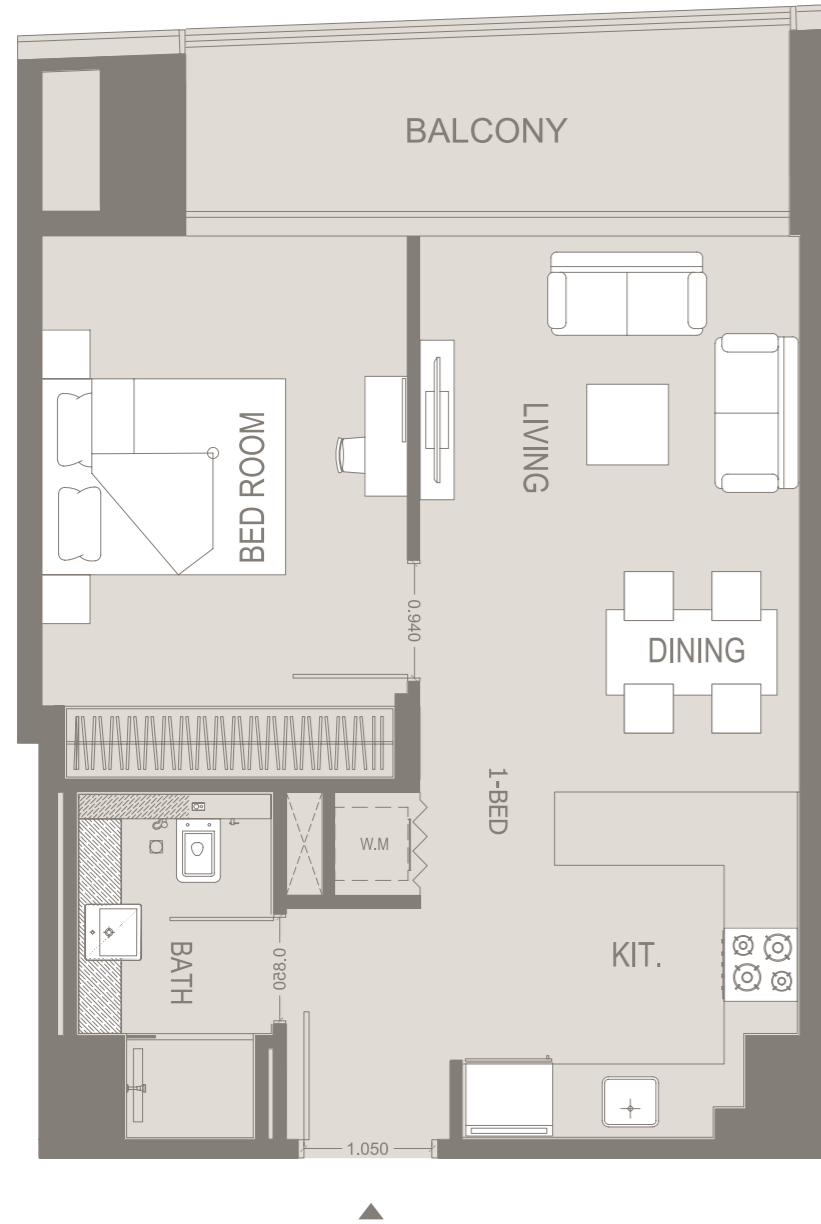 BALCONY
LIVING
BED ROOM
0.940
DINING
1-BED
W.M
KIT.
BATH
0.850
1.050